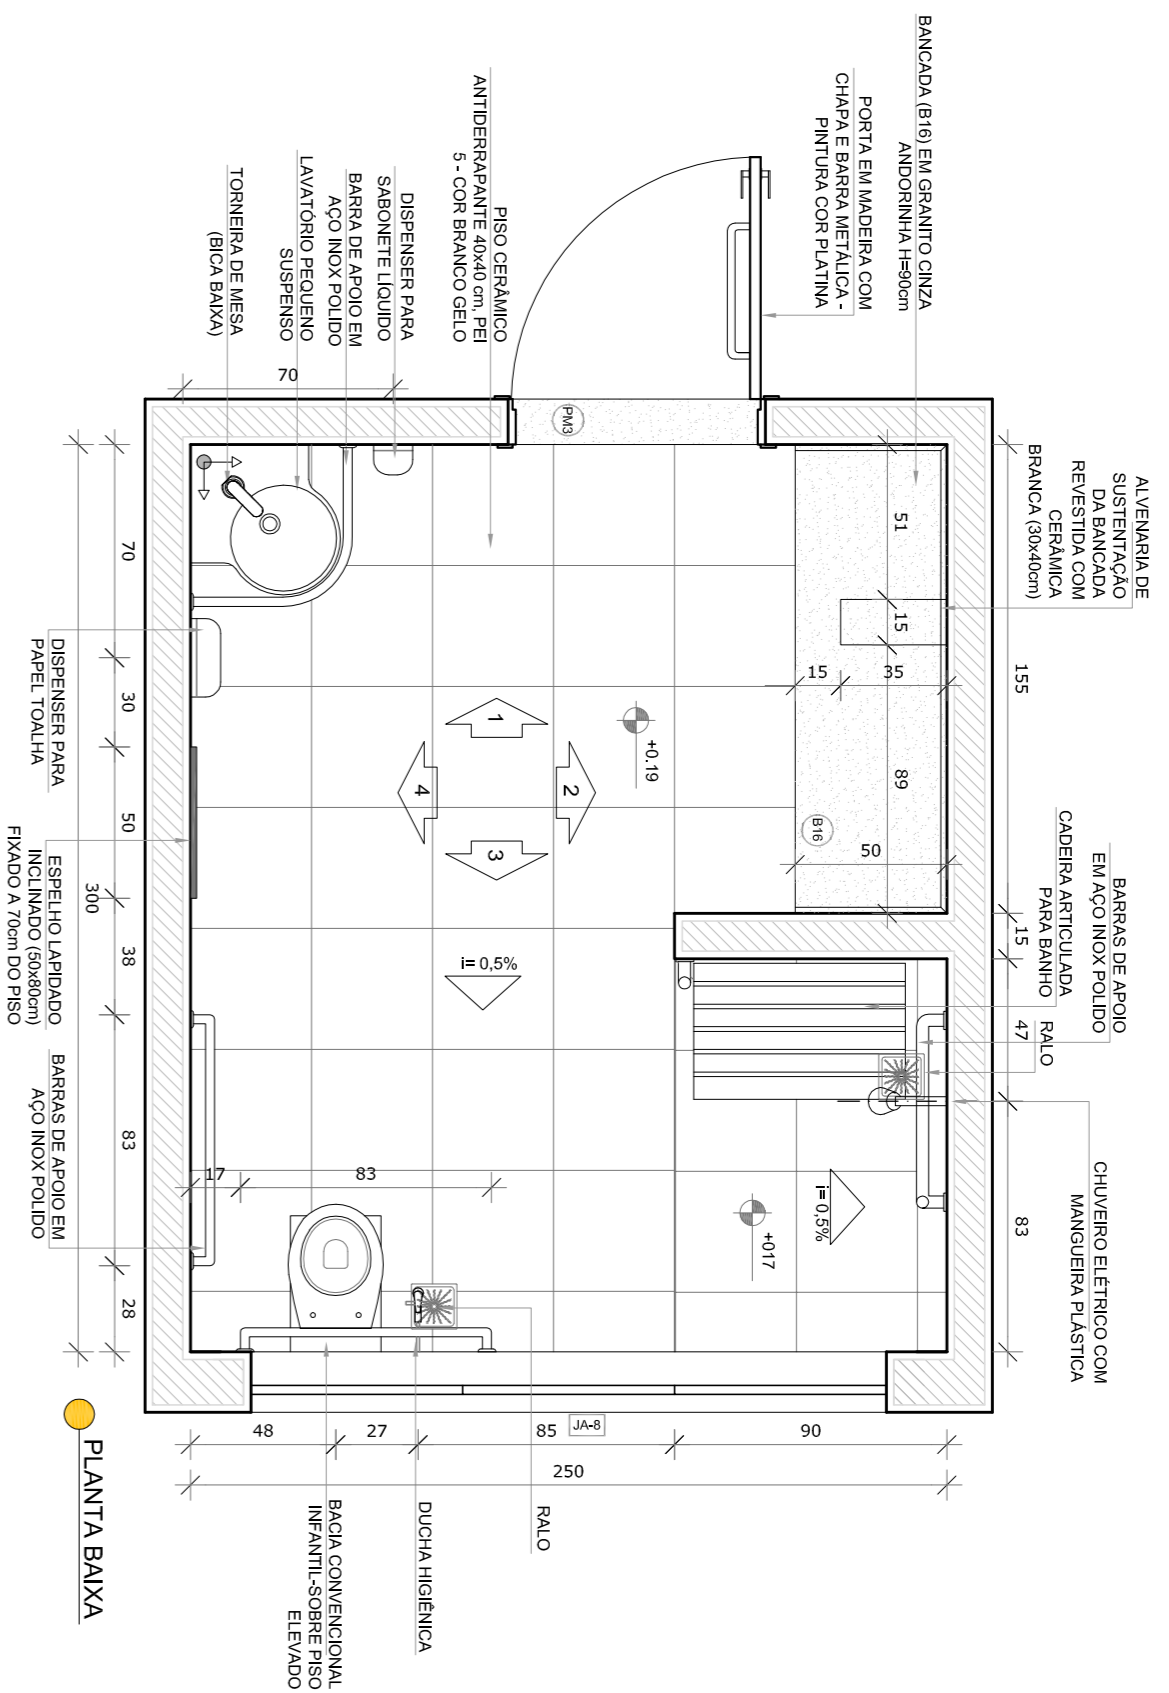 BANCADA (B16) EM GRANITO CINZA
ANDORINHA H=90cm
PORTA EM MADEIRA COM
CHAPA E BARRA METÁLICA -
PINTURA COR PLATINA
PISO CERÂMICO
ANTIDERRAPANTE 40x40 cm, PEI
5 - COR BRANCO GELO
DISPENSER PARA
SABONETE LÍQUIDO
BARRA DE APOIO EM
AÇO INOX POLIDO
LAVATÓRIO PEQUENO
SUSPENSO
TORNEIRA DE MESA
(BICA BAIXA)
70
PM3
ALVENARIA DE
SUSTENTAÇÃO
DA BANCADA
REVESTIDA COM
CERÂMICA
BRANCA (30x40cm)
155
15
47
83
51
15
89
15
35
50
B16
+0.19
1
2
3
4
i= 0,5%
i= 0,5%
+017
17
83
BARRAS DE APOIO
EM AÇO INOX POLIDO
CADEIRA ARTICULADA
PARA BANHO
RALO
CHUVEIRO ELÉTRICO COM
MANGUEIRA PLÁSTICA
70
30
50
38
83
28
300
DISPENSER PARA
PAPEL TOALHA
ESPELHO LAPIDADO
INCLINADO (50x80cm)
FIXADO A 70cm DO PISO
BARRAS DE APOIO EM
AÇO INOX POLIDO
48
27
85
JA-8
90
250
RALO
DUCHA HIGIÊNICA
BACIA CONVENCIONAL
INFANTIL-SOBRE PISO
ELEVADO
PLANTA BAIXA